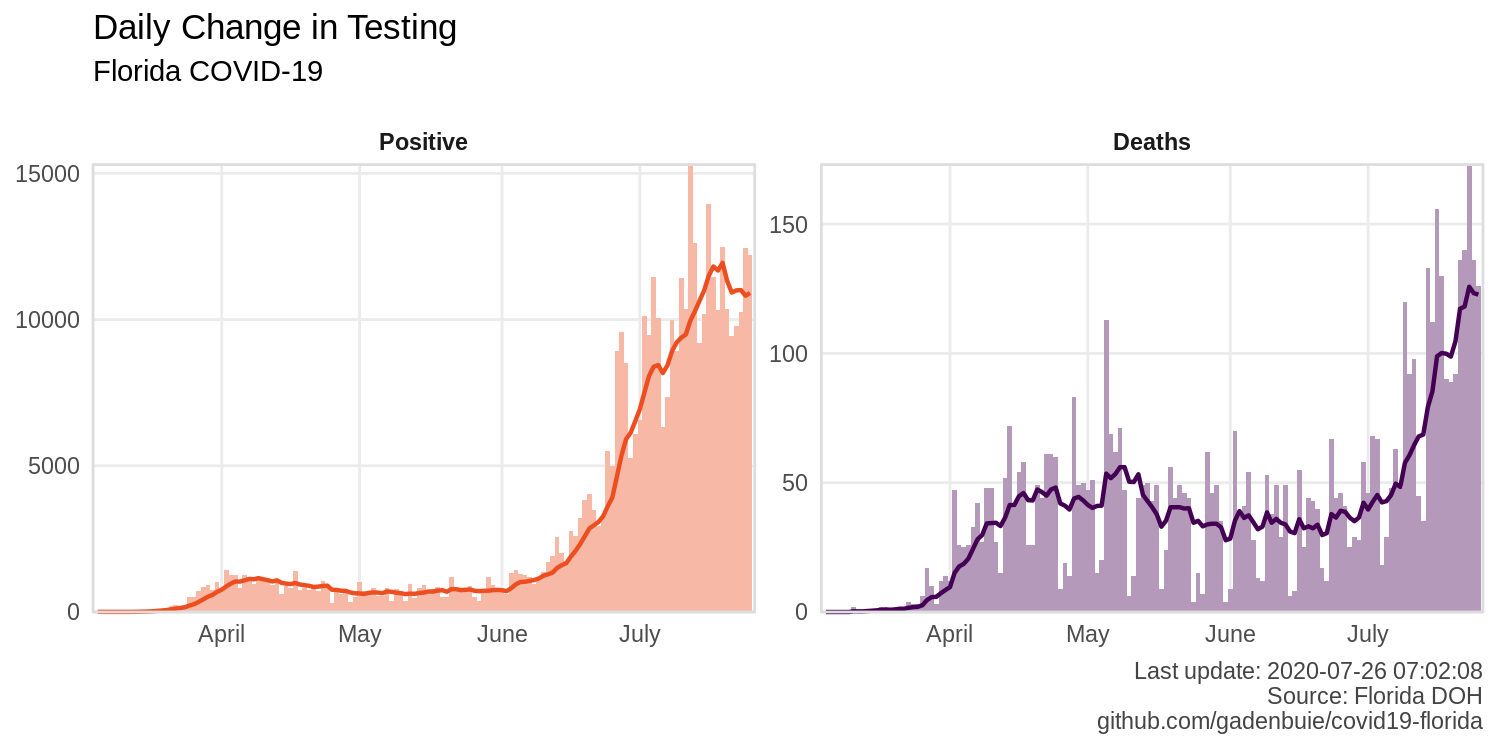 Daily Change in Testing
Florida COVID-19
Positive
15000
10000
5000
0
April May June July
Deaths
150
100
50
0
April May June July
Last update: 2020-07-26 07:02:08
Source: Florida DOH
github.com/gadenbuie/covid19-florida